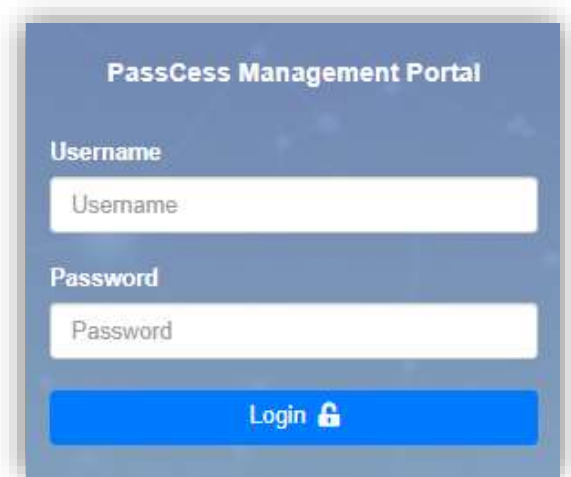 PassCess Management Portal
Username
Username
Password
Password
Login